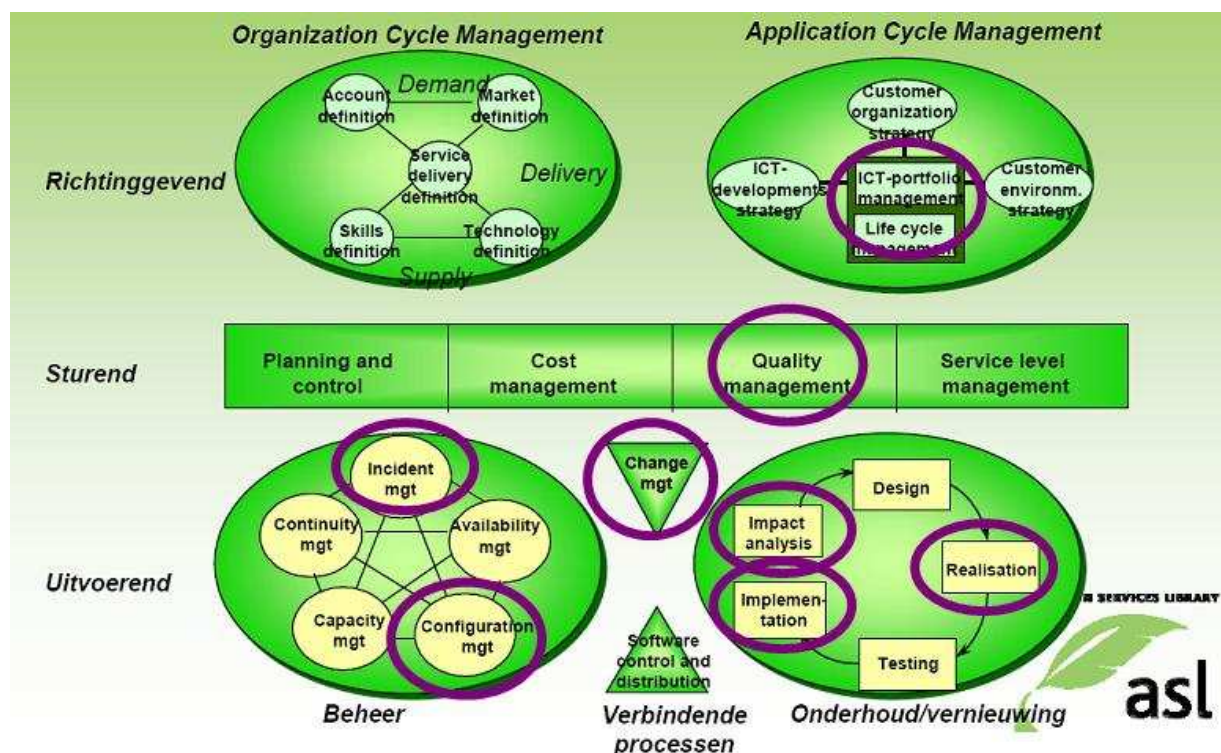 Organization Cycle Management
Application Cycle Management
Demand
Account
definition
Market
definition
Service
delivery
definition
Delivery
Skills
definition
Technology
definition
Supply
Customer
organization
strategy
ICT-
developments
strategy
ICT-portfolio
management
Life cycle
management
Customer
environm.
strategy
Richtinggevend
Sturend
Planning and
control
Cost
management
Quality
management
Service level
management
Uitvoerend
Incident
mgt
Continuity
mgt
Availability
mgt
Capacity
mgt
Configuration
mgt
Change
mgt
Software
control and
distribution
Impact
analysis
Design
Realisation
Implemen-
tation
Testing
Beheer
Verbindende
processen
Onderhoud/vernieuwing
N SERVICES LIBRARY
asl